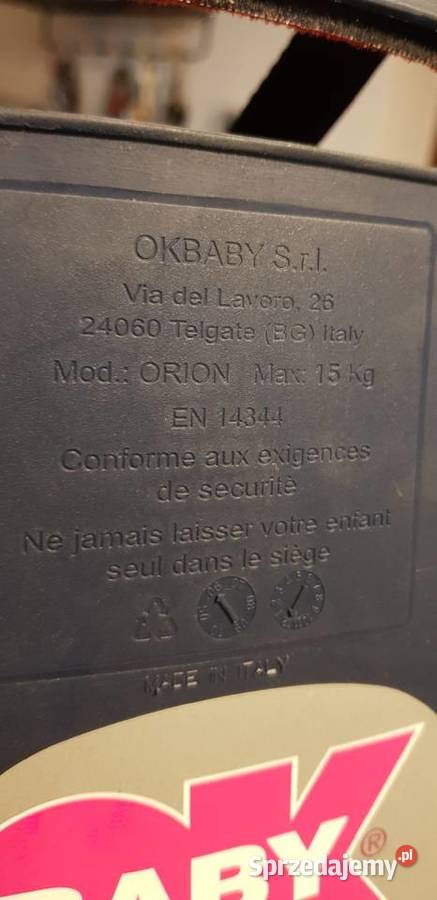 OKBABY S.r.l.
Via del Lavoro, 26
24060 Telgate (BG) Italy
Mod.: ORION Max: 15 Kg
EN 14344
Conforme aux exigences
de securitè
Ne jamais laisser votre enfant
seul dans le siège
MADE IN ITALY
OK
BABY ®
Sprzedajemy.pl